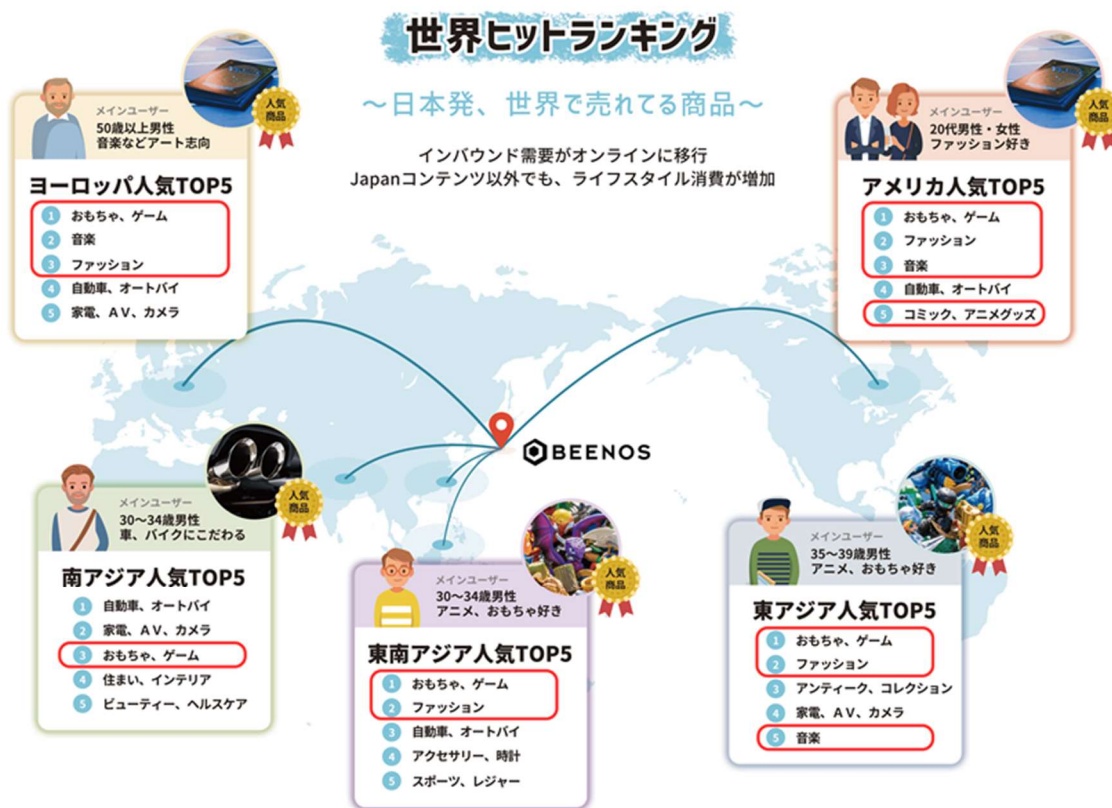 世界ヒットランキング
～日本発、世界で売れてる商品～
インバウンド需要がオンラインに移行
Japanコンテンツ以外でも、ライフスタイル消費が増加
メインユーザー
50歳以上男性
音楽などアート志向
人気
商品
ヨーロッパ人気TOP5
1 おもちゃ、ゲーム
2 音楽
3 ファッション
4 自動車、オートバイ
5 家電、ＡＶ、カメラ
メインユーザー
20代男性・女性
ファッション好き
人気
商品
アメリカ人気TOP5
1 おもちゃ、ゲーム
2 ファッション
3 音楽
4 自動車、オートバイ
5 コミック、アニメグッズ
BEENOS
メインユーザー
30～34歳男性
車、バイクにこだわる
人気
商品
南アジア人気TOP5
1 自動車、オートバイ
2 家電、ＡＶ、カメラ
3 おもちゃ、ゲーム
4 住まい、インテリア
5 ビューティー、ヘルスケア
メインユーザー
30～34歳男性
アニメ、おもちゃ好き
人気
商品
東南アジア人気TOP5
1 おもちゃ、ゲーム
2 ファッション
3 自動車、オートバイ
4 アクセサリー、時計
5 スポーツ、レジャー
メインユーザー
35～39歳男性
アニメ、おもちゃ好き
人気
商品
東アジア人気TOP5
1 おもちゃ、ゲーム
2 ファッション
3 アンティーク、コレクション
4 家電、ＡＶ、カメラ
5 音楽